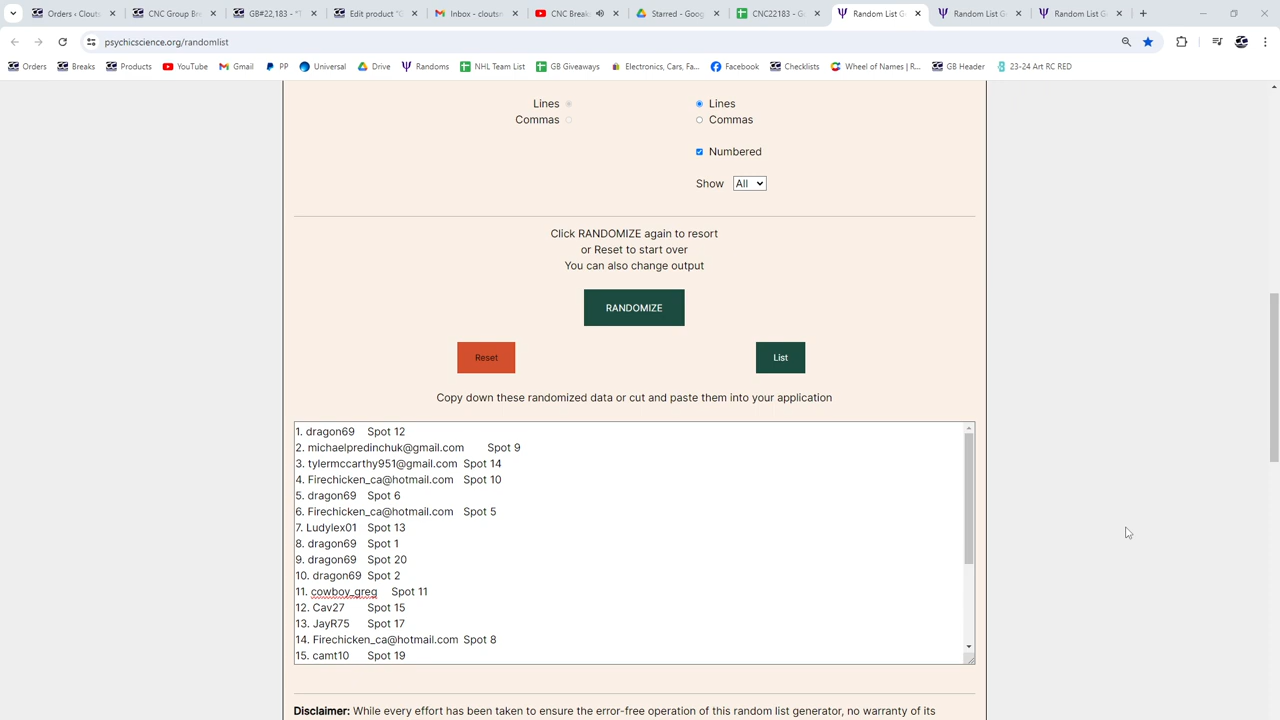 Orders ‹ Clout
CNC Group Bre
GB#22,183 - "S
Edit product "G
Inbox - cloutsn
CNC Break
Starred - Goog
CNC22183 - Go
Random List G
Random List Ge
Random List Ge
psychicscience.org/randomlist
Orders
Breaks
Products
YouTube
Gmail
PP
Universal
Drive
Randoms
NHL Team List
GB Giveaways
Electronics, Cars, Fa...
Facebook
Checklists
Wheel of Names | R...
GB Header
23-24 Art RC RED
Lines
Lines
Commas
Commas
Numbered
Show All
Click RANDOMIZE again to resort
or Reset to start over
You can also change output
RANDOMIZE
Reset
List
Copy down these randomized data or cut and paste them into your application
1. dragon69 Spot 12
2. michaelpredinchuk@gmail.com Spot 9
3. tylermccarthy951@gmail.com Spot 14
4. Firechicken_ca@hotmail.com Spot 10
5. dragon69 Spot 6
6. Firechicken_ca@hotmail.com Spot 5
7. Ludylex01 Spot 13
8. dragon69 Spot 1
9. dragon69 Spot 20
10. dragon69 Spot 2
11. cowboy_greg Spot 11
12. Cav27 Spot 15
13. JayR75 Spot 17
14. Firechicken_ca@hotmail.com Spot 8
15. camt10 Spot 19
Disclaimer: While every effort has been taken to ensure the error-free operation of this random list generator, no warranty of its